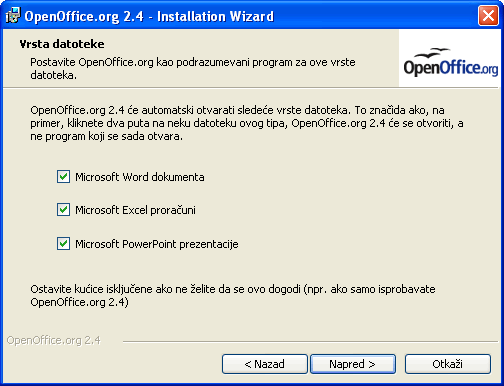 OpenOffice.org 2.4 - Installation Wizard
Vrsta datoteke
Postavite OpenOffice.org kao podrazumevani program za ove vrste
datoteka.
OpenOffice.org
OpenOffice.org 2.4 će automatski otvarati sledeće vrste datoteka. To značida ako, na
primer, kliknete dva puta na neku datoteku ovog tipa, OpenOffice.org 2.4 će se otvoriti, a
ne program koji se sada otvara.
Microsoft Word dokumenta
Microsoft Excel proračuni
Microsoft PowerPoint prezentacije
Ostavite kućice isključene ako ne želite da se ovo dogodi (npr. ako samo isprobavate
OpenOffice.org 2.4)
OpenOffice.org 2.4
< Nazad
Napred >
Otkaži